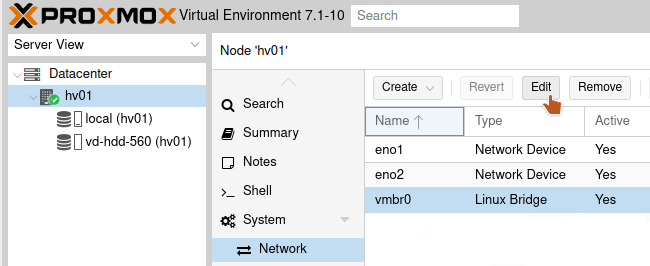 PROXMOX Virtual Environment 7.1-10 Search
Server View
Datacenter
hv01
local (hv01)
vd-hdd-560 (hv01)
Node 'hv01'
Search
Summary
Notes
Shell
System
Network
Create Revert Edit Remove
Name Type Active
eno1 Network Device Yes
eno2 Network Device Yes
vmbr0 Linux Bridge Yes